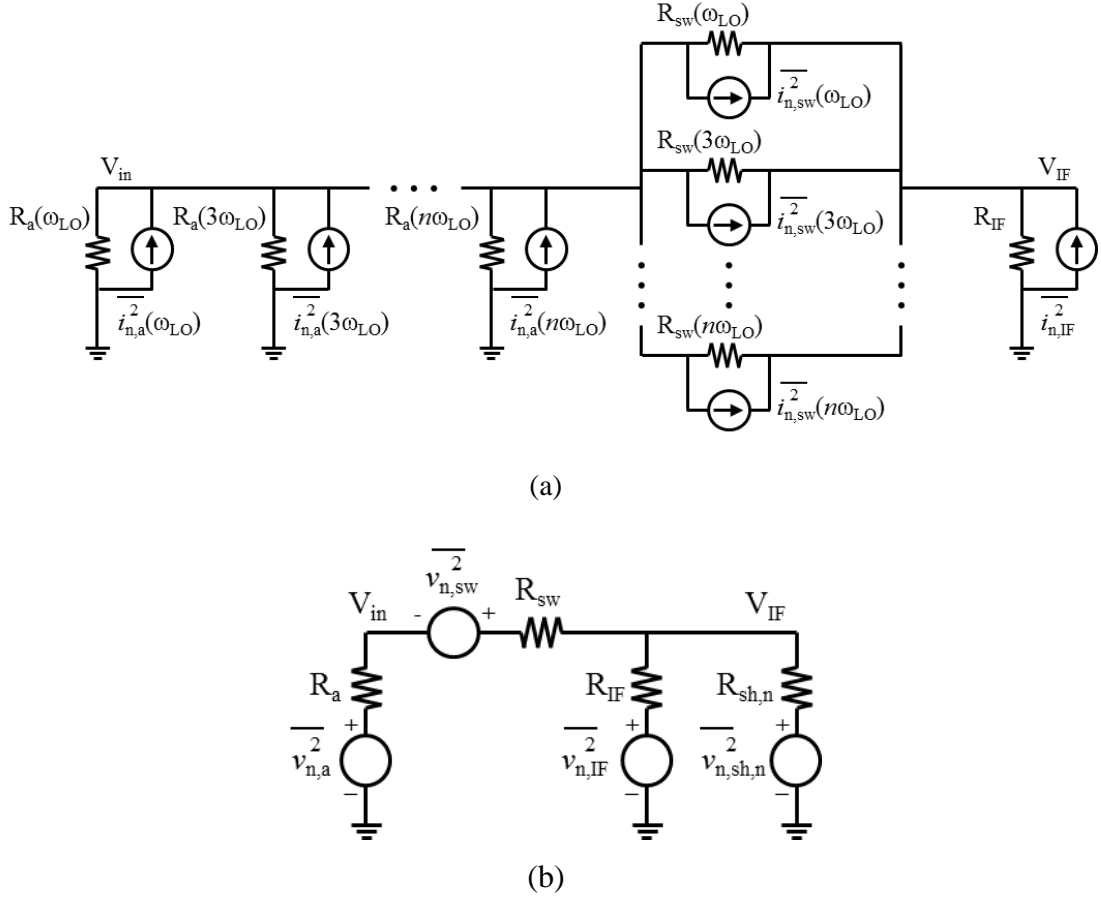 R_sw(ω_LO)
i²_n,sw(ω_LO)
R_sw(3ω_LO)
V_in
V_IF
R_a(ω_LO) R_a(3ω_LO) R_a(nω_LO) R_IF
i²_n,sw(3ω_LO)
i²_n,a(ω_LO) i²_n,a(3ω_LO) i²_n,a(nω_LO) i²_n,IF
R_sw(nω_LO)
i²_n,sw(nω_LO)
(a)
v²_n,sw
R_sw
V_in - + V_IF
R_a R_IF R_sh,n
+ + +
v²_n,a v²_n,IF v²_n,sh,n
– – –
(b)